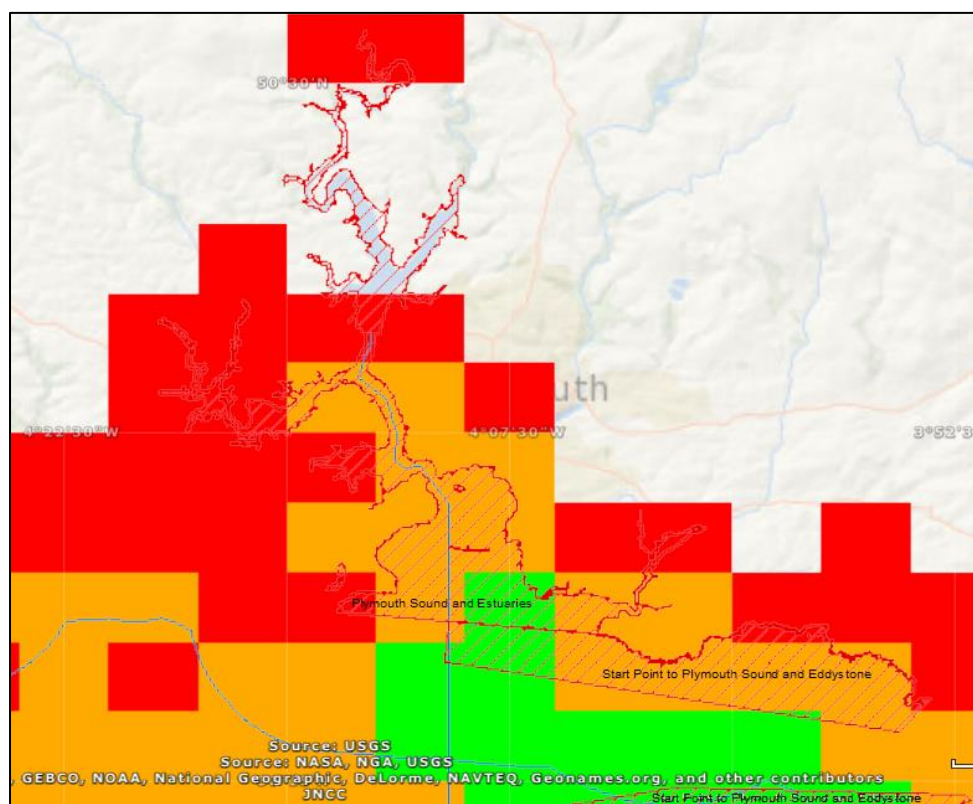 50°30'N
uth
4°22'30"W
4°07'30"W
3°52'3
Plymouth Sound and Estuaries
Start Point to Plymouth Sound and Eddystone
Source: USGS
Source: NASA, NGA, USGS
, GEBCO, NOAA, National Geographic, DeLorme, NAVTEQ, Geonames.org, and other contributors
JNCC
Start Point to Plymouth Sound and Eddystone